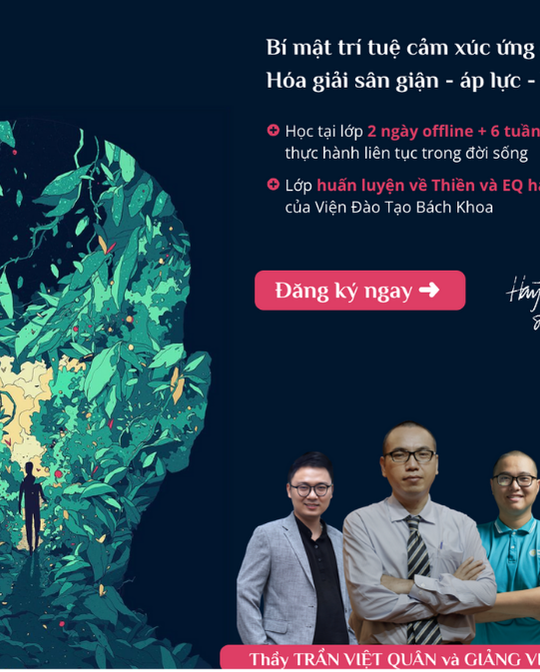 Bí mật trí tuệ cảm xúc ứng
Hóa giải sân giận - áp lực -
Học tại lớp 2 ngày offline + 6 tuần
thực hành liên tục trong đời sống
Lớp huấn luyện về Thiền và EQ
của Viện Đào Tạo Bách Khoa
Đăng ký ngay
Thầy TRẦN VIỆT QUÂN và GIẢNG